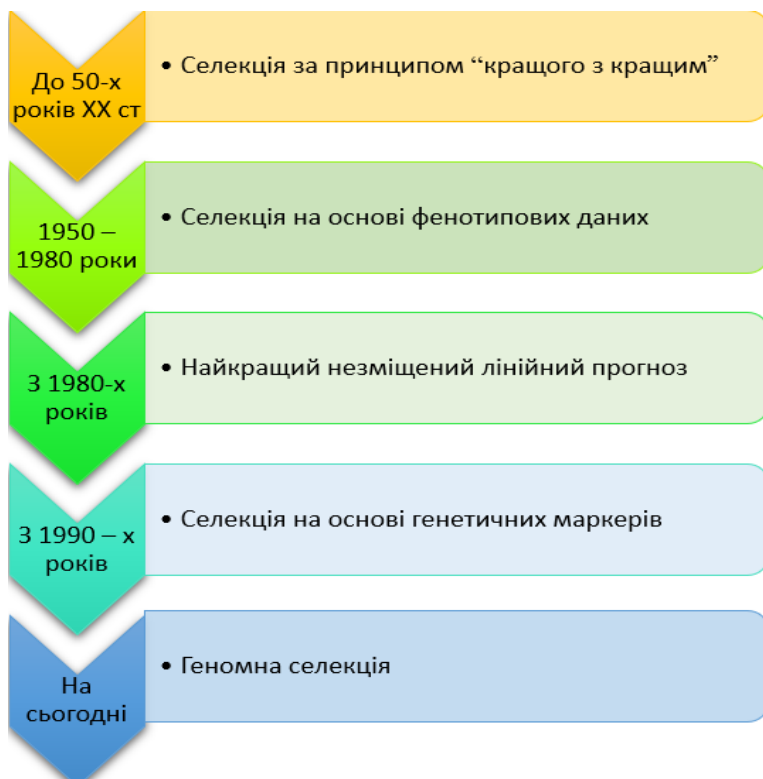 До 50-х
років ХХ ст
• Селекція за принципом “кращого з кращим”
1950 –
1980 роки
• Селекція на основі фенотипових даних
З 1980-х
років
• Найкращий незміщений лінійний прогноз
З 1990 – х
років
• Селекція на основі генетичних маркерів
На
сьогодні
• Геномна селекція